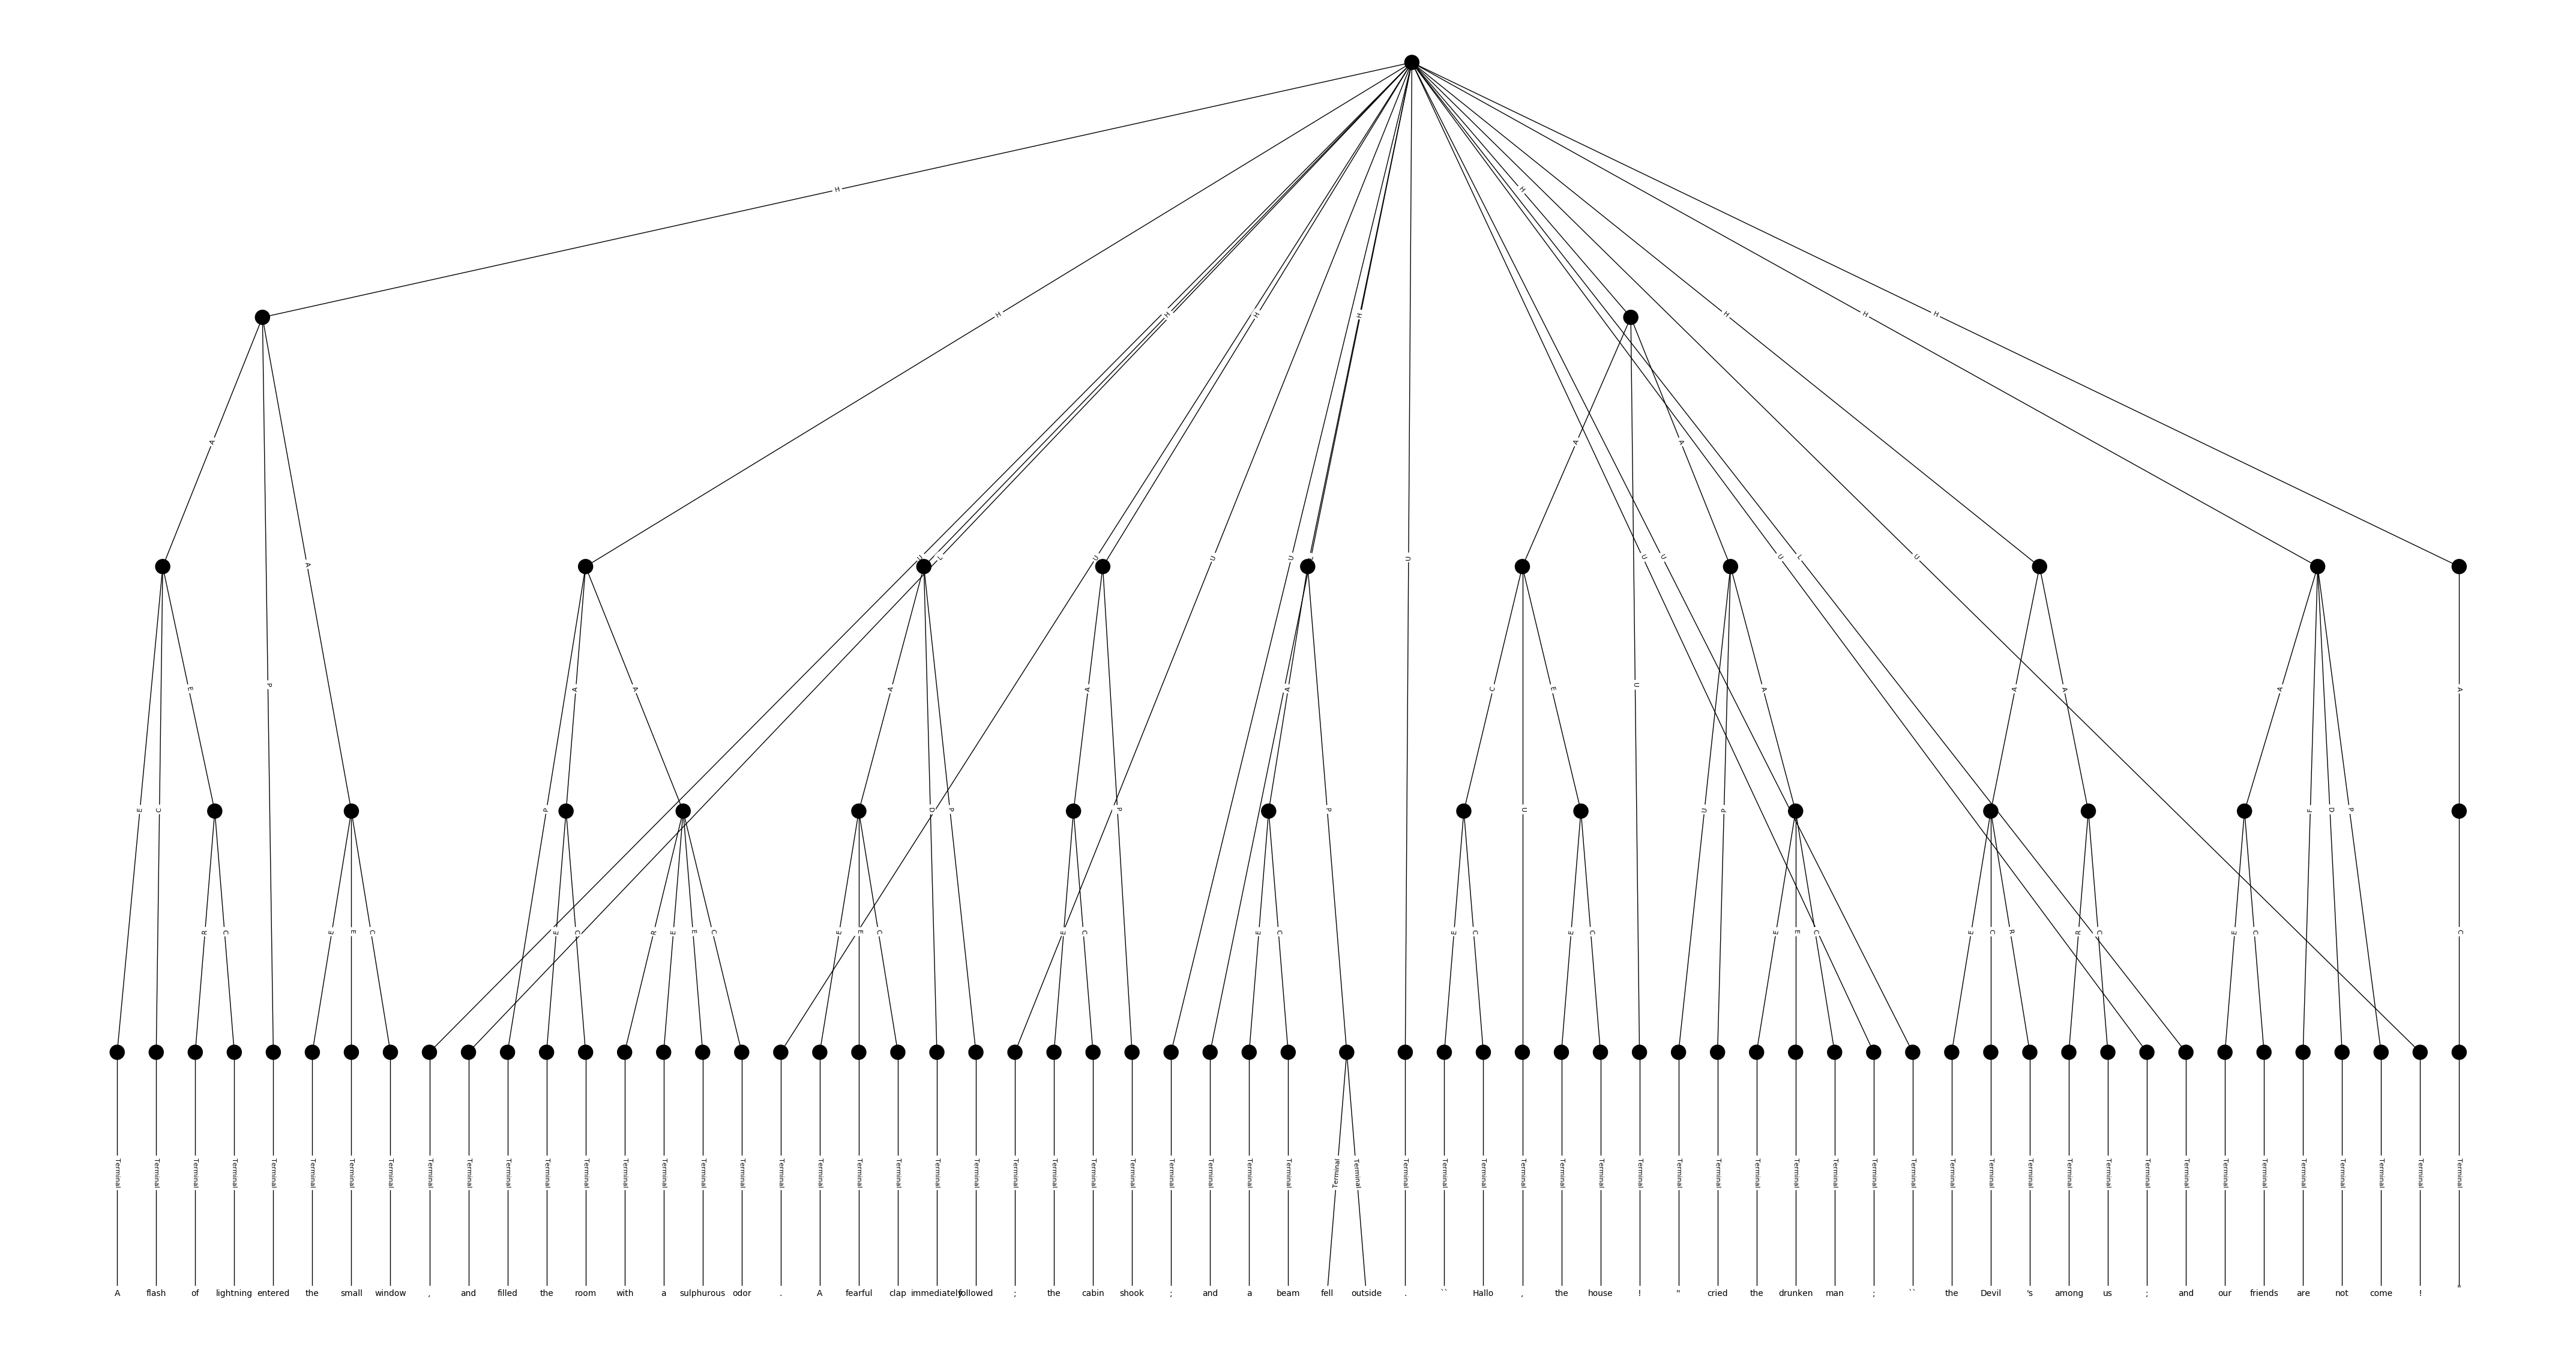 H
H H H H H H H H
A A A
U H L U U U L U U U U L U
E P A A A A A C E A A A A A
E C P D P P P U U P F D P
R C E E C E C R E E C E E C E C E C E C E C E E C E C R R C E C C
Terminal Terminal Terminal Terminal Terminal Terminal Terminal Terminal Terminal Terminal Terminal Terminal Terminal Terminal Terminal Terminal Terminal Terminal Terminal Terminal Terminal Terminal Terminal Terminal Terminal Terminal Terminal Terminal Terminal Terminal Terminal Terminal Terminal Terminal Terminal Terminal Terminal Terminal Terminal Terminal Terminal Terminal Terminal Terminal Terminal Terminal Terminal Terminal Terminal Terminal Terminal Terminal Terminal Terminal Terminal Terminal Terminal Terminal Terminal Terminal Terminal
A flash of lightning entered the small window , and filled the room with a sulphurous odor . A fearful clap immediately followed ; the cabin shook ; and a beam fell outside . `` Hallo , the house ! " cried the drunken man ; `` the Devil 's among us ; and our friends are not come ! "